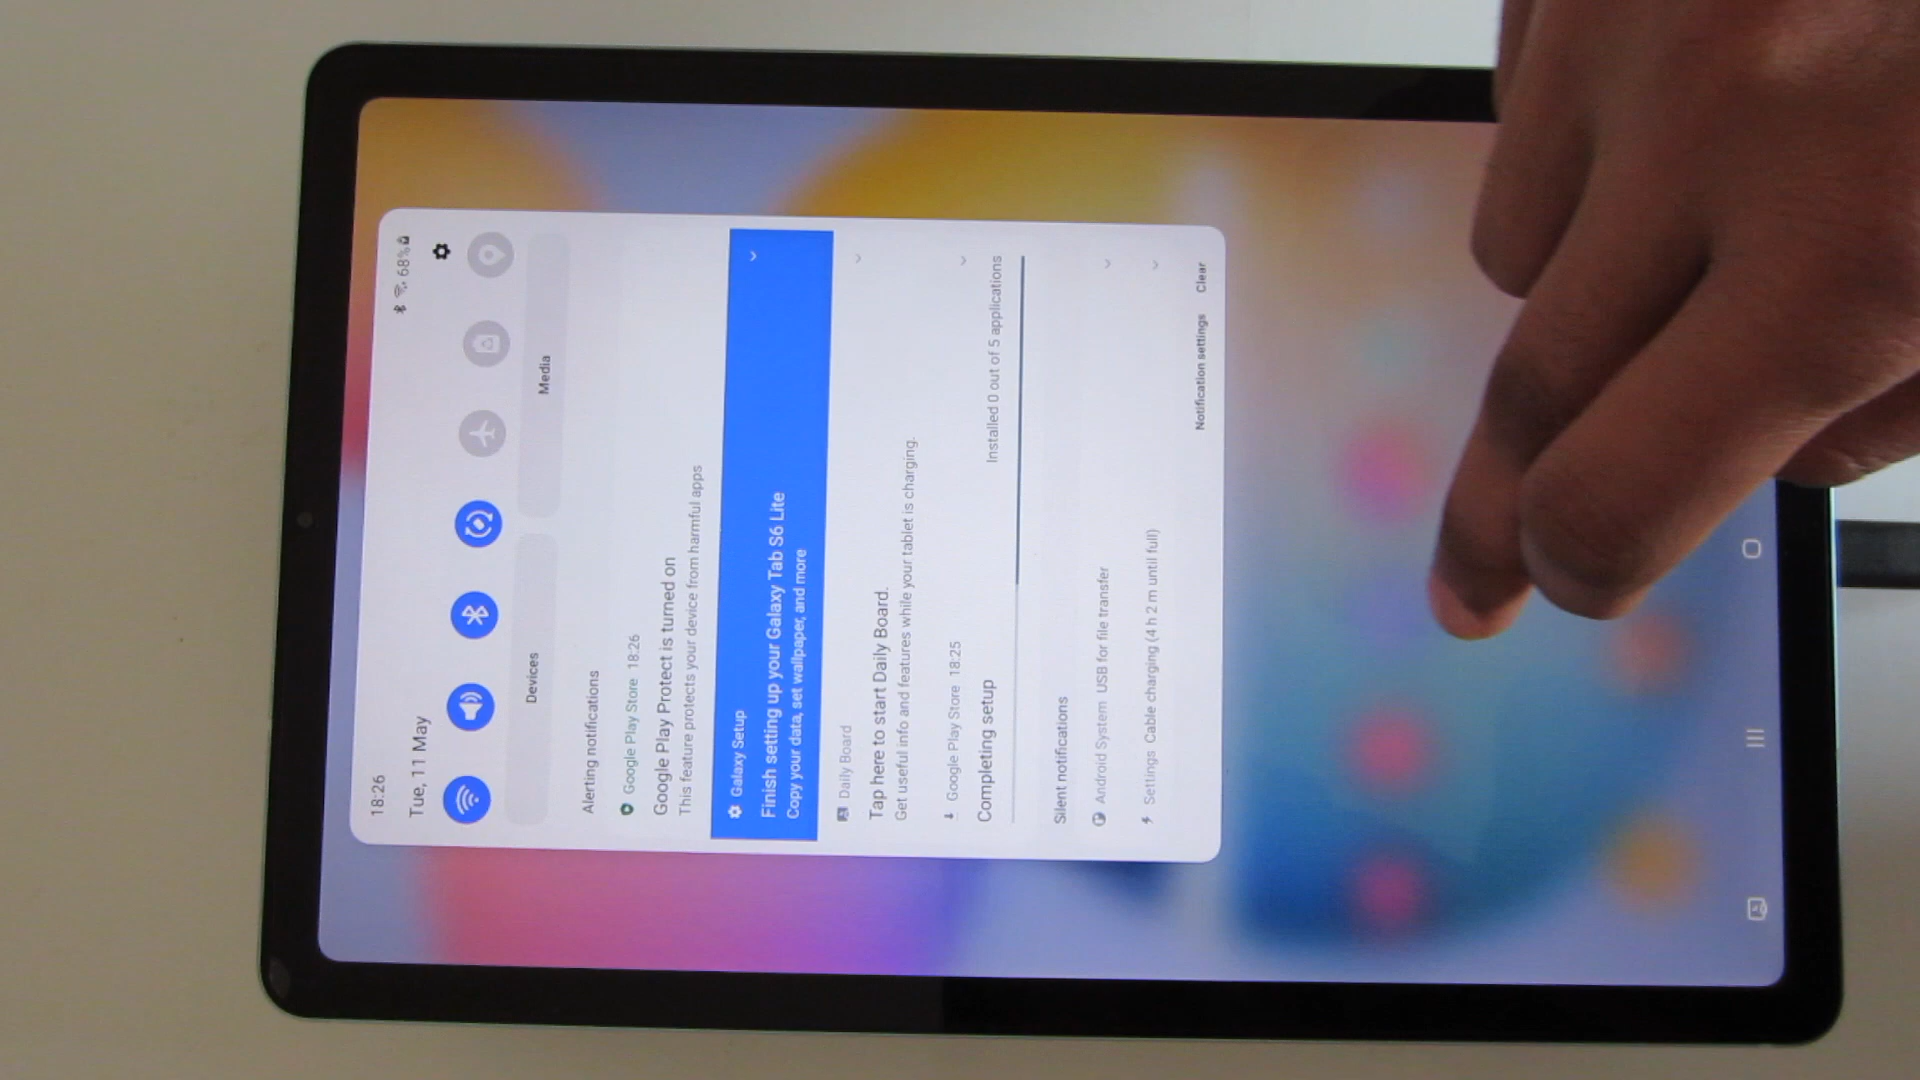 18:26
68%
Tue, 11 May
Devices
Media
Alerting notifications
Google Play Store 18:26
Google Play Protect is turned on
This feature protects your device from harmful apps
Galaxy Setup
Finish setting up your Galaxy Tab S6 Lite
Copy your data, set wallpaper, and more
Daily Board
Tap here to start Daily Board.
Get useful info and features while your tablet is charging.
Google Play Store 18:25
Completing setup
Installed 0 out of 5 applications
Silent notifications
Android System USB for file transfer
Settings Cable charging (4 h 2 m until full)
Notification settings
Clear